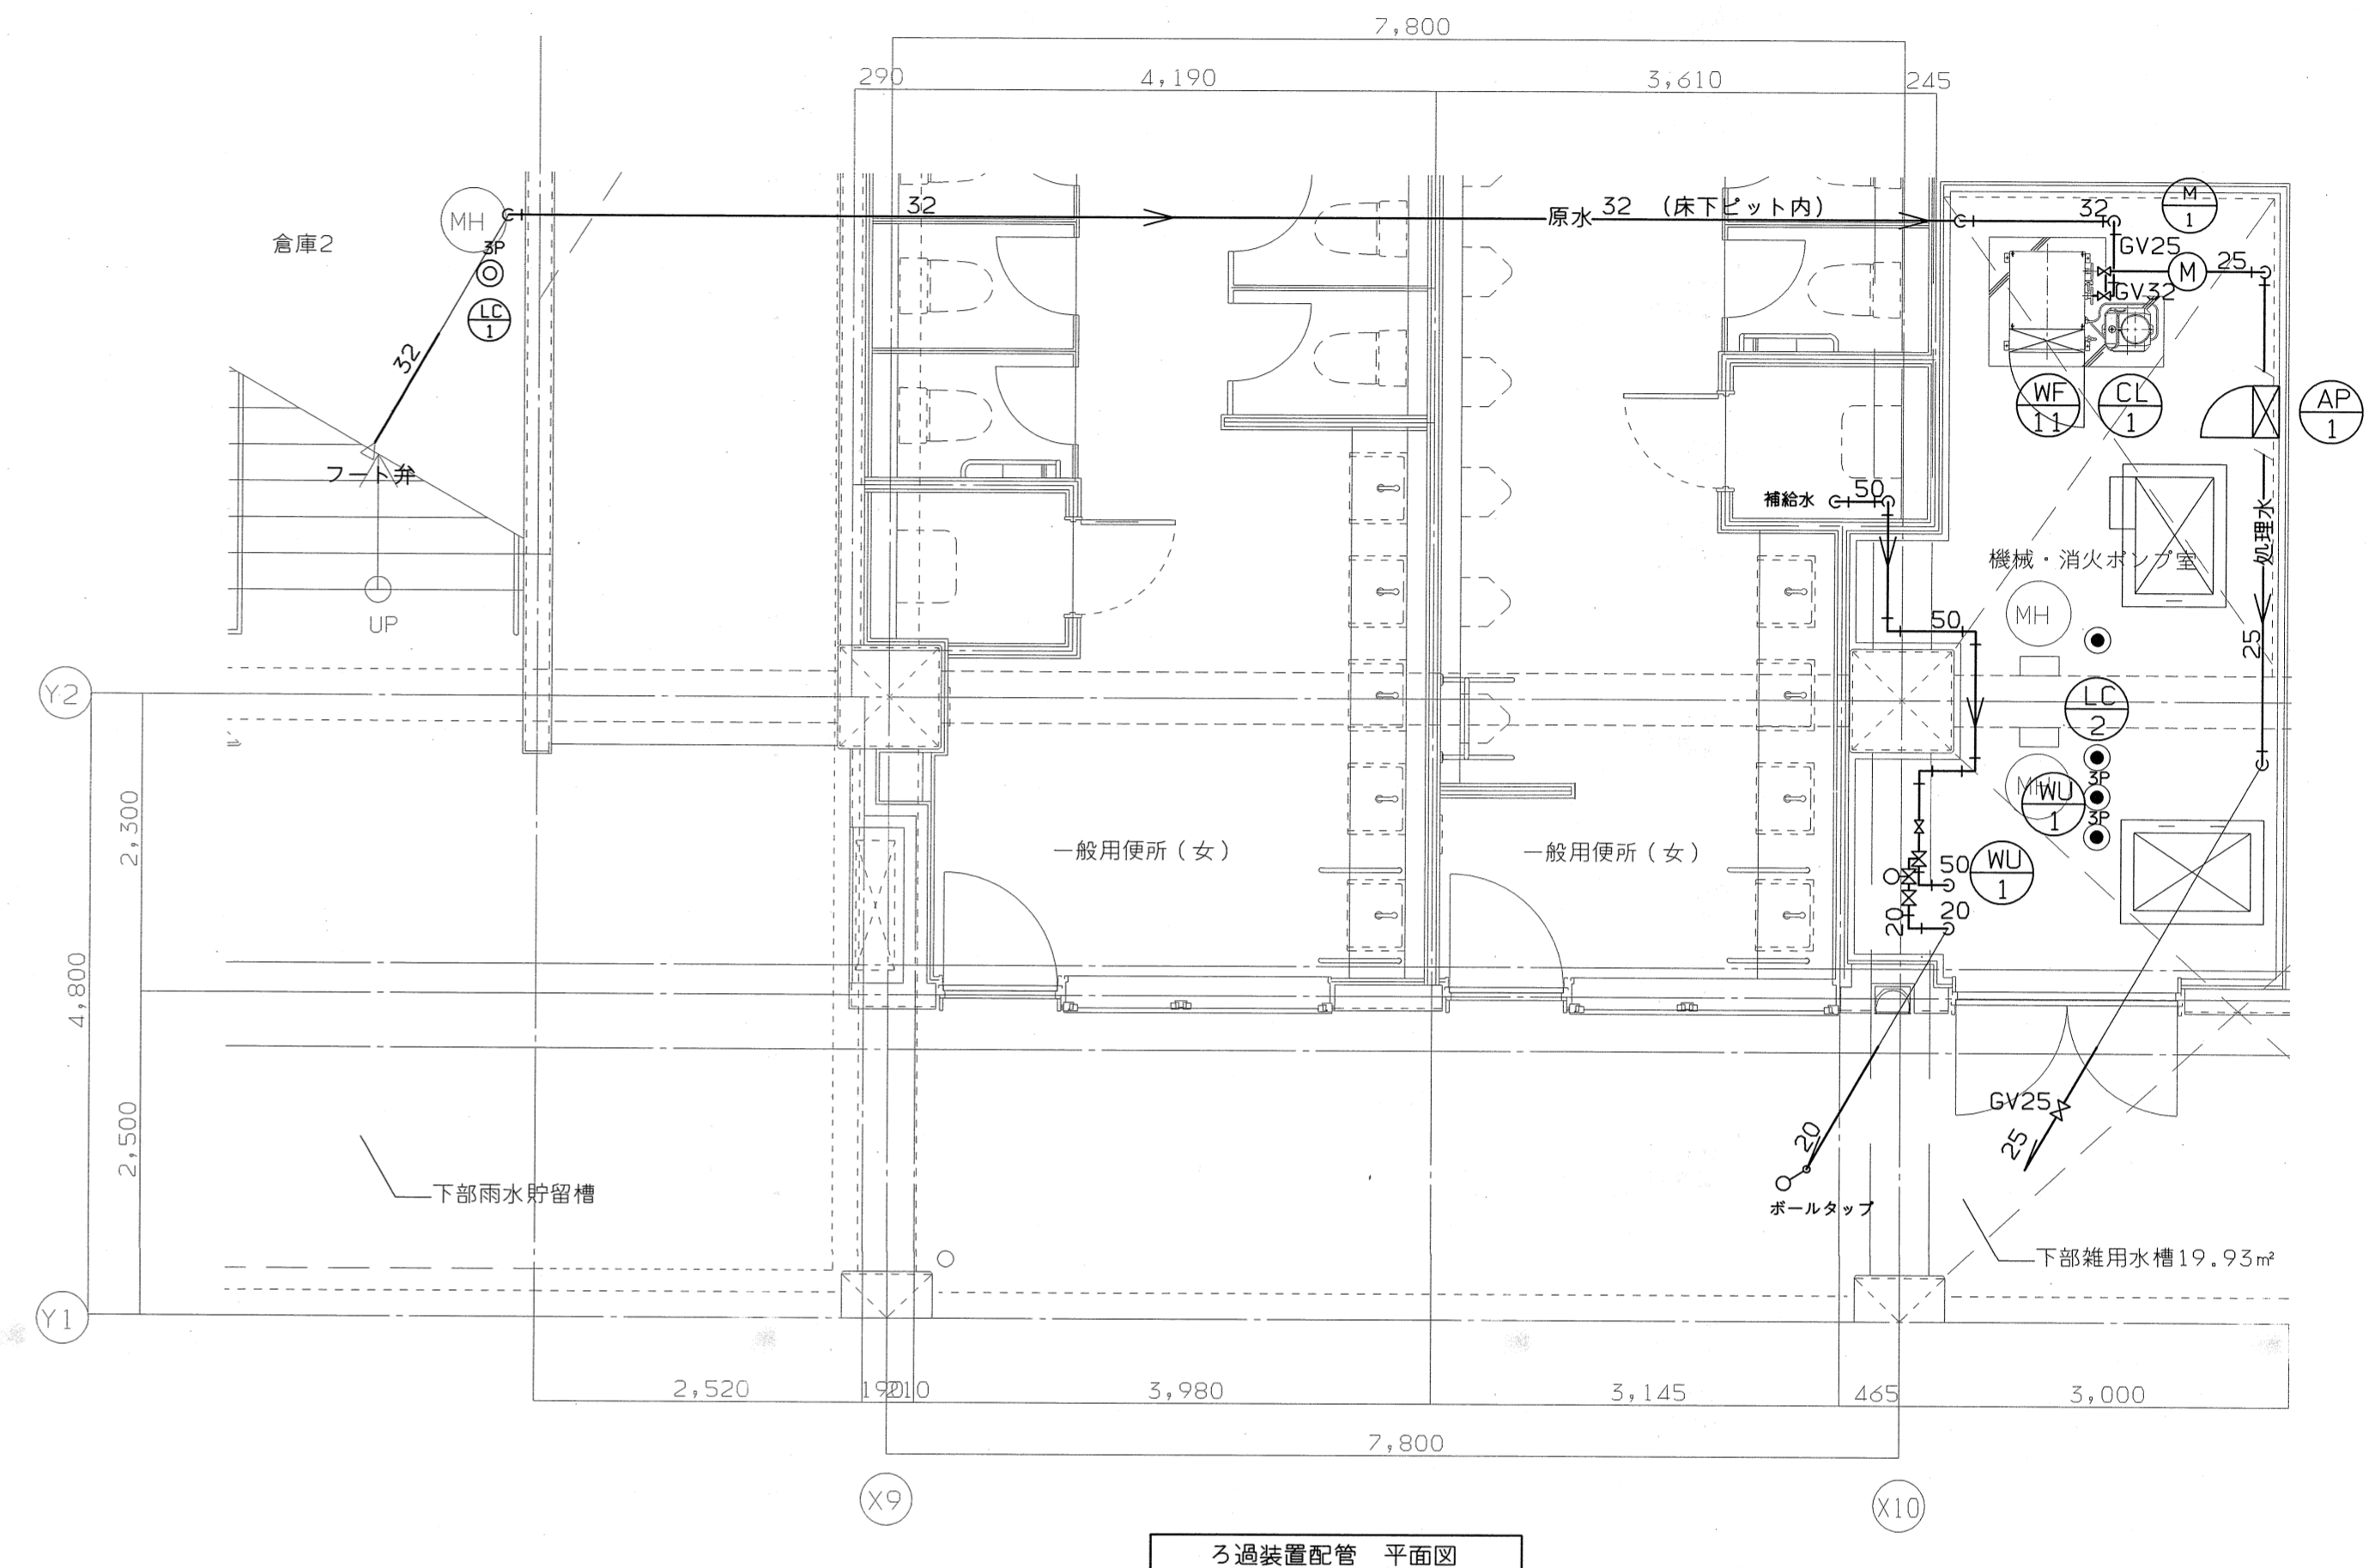 7,800
290
4,190
3,610
245
MH
3P
倉庫2
LC
1
32
フート弁
UP
32
原水
32
(床下ピット内)
32
M
1
GV25
M
25
GV32
WF
11
CL
1
AP
1
補給水
50
処理水
機械・消火ポンプ室
MH
50
25
Y2
LC
2
MH
WU
1
3P
3P
2,300
一般用便所(女)
一般用便所(女)
50
WU
1
20
20
4,800
2,500
GV25
25
20
ボールタップ
下部雨水貯留槽
下部雑用水槽19.93㎥
Y1
2,520
190
210
3,980
3,145
465
3,000
7,800
X9
X10
ろ過装置配管 平面図